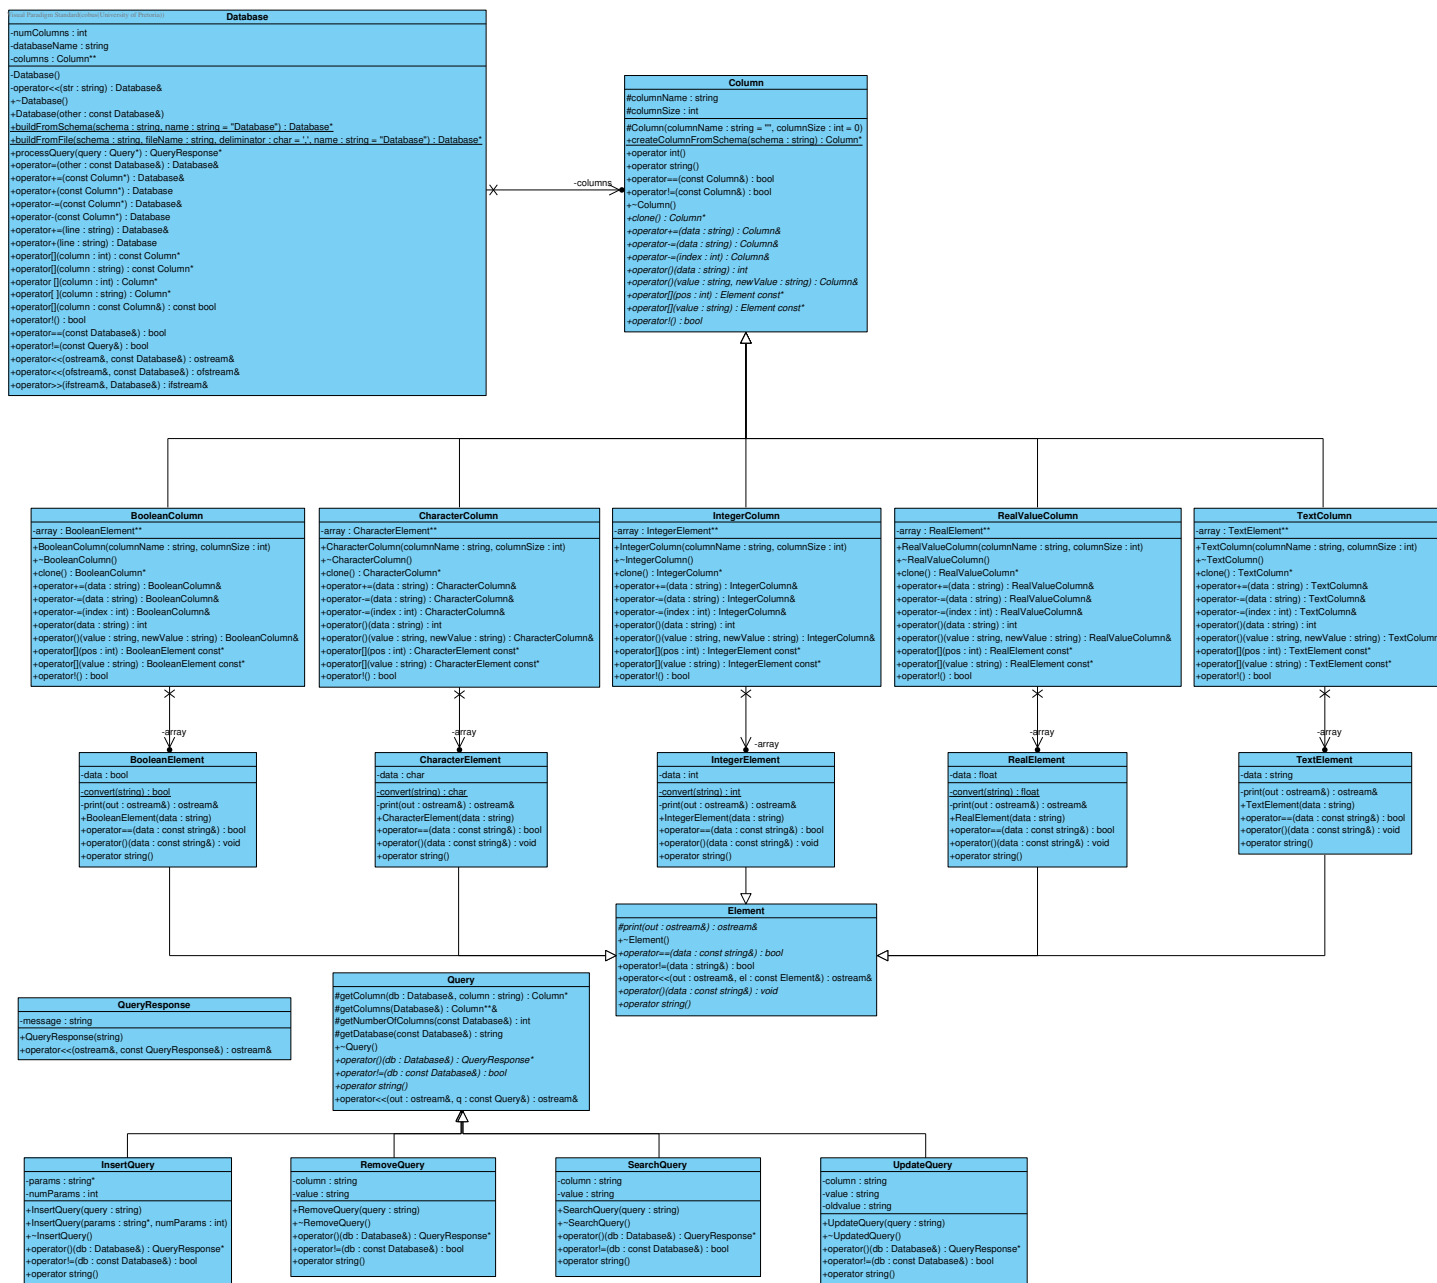 Visual Paradigm Standard(cobus(University of Pretoria))
Database
-numColumns : int
-databaseName : string
-columns : Column**
-Database()
-operator<<(str : string) : Database&
+~Database()
+Database(other : const Database&)
+buildFromSchema(schema : string, name : string = "Database") : Database*
+buildFromFile(schema : string, fileName : string, deliminator : char = ',', name : string = "Database") : Database*
+processQuery(query : Query*) : QueryResponse*
+operator=(other : const Database&) : Database&
+operator+=(const Column*) : Database&
+operator+(const Column*) : Database
+operator-=(const Column*) : Database&
+operator-(const Column*) : Database
+operator+=(line : string) : Database&
+operator+(line : string) : Database
+operator[](column : int) : const Column*
+operator[](column : string) : const Column*
+operator [](column : int) : Column*
+operator[ ](column : string) : Column*
+operator[](column : const Column&) : const bool
+operator!() : bool
+operator==(const Database&) : bool
+operator!=(const Query&) : bool
+operator<<(ostream&, const Database&) : ostream&
+operator<<(ofstream&, const Database&) : ofstream&
+operator>>(ifstream&, Database&) : ifstream&
-columns
Column
#columnName : string
#columnSize : int
#Column(columnName : string = "", columnSize : int = 0)
+createColumnFromSchema(schema : string) : Column*
+operator int()
+operator string()
+operator==(const Column&) : bool
+operator!=(const Column&) : bool
+~Column()
+clone() : Column*
+operator+=(data : string) : Column&
+operator-=(data : string) : Column&
+operator-=(index : int) : Column&
+operator()(data : string) : int
+operator()(value : string, newValue : string) : Column&
+operator[](pos : int) : Element const*
+operator[](value : string) : Element const*
+operator!() : bool
BooleanColumn
-array : BooleanElement**
+BooleanColumn(columnName : string, columnSize : int)
+~BooleanColumn()
+clone() : BooleanColumn*
+operator+=(data : string) : BooleanColumn&
+operator-=(data : string) : BooleanColumn&
+operator-=(index : int) : BooleanColumn&
+operator(data : string) : int
+operator()(value : string, newValue : string) : BooleanColumn&
+operator[](pos : int) : BooleanElement const*
+operator[](value : string) : BooleanElement const*
+operator!() : bool
CharacterColumn
-array : CharacterElement**
+CharacterColumn(columnName : string, columnSize : int)
+~CharacterColumn()
+clone() : CharacterColumn*
+operator+=(data : string) : CharacterColumn&
+operator-=(data : string) : CharacterColumn&
+operator-=(index : int) : CharacterColumn&
+operator()(data : string) : int
+operator()(value : string, newValue : string) : CharacterColumn&
+operator[](pos : int) : CharacterElement const*
+operator[](value : string) : CharacterElement const*
+operator!() : bool
IntegerColumn
-array : IntegerElement**
+IntegerColumn(columnName : string, columnSize : int)
+~IntegerColumn()
+clone() : IntegerColumn*
+operator+=(data : string) : IntegerColumn&
+operator-=(data : string) : IntegerColumn&
+operator-=(index : int) : IntegerColumn&
+operator()(data : string) : int
+operator()(value : string, newValue : string) : IntegerColumn&
+operator[](pos : int) : IntegerElement const*
+operator[](value : string) : IntegerElement const*
+operator!() : bool
RealValueColumn
-array : RealElement**
+RealValueColumn(columnName : string, columnSize : int)
+~RealValueColumn()
+clone() : RealValueColumn*
+operator+=(data : string) : RealValueColumn&
+operator-=(data : string) : RealValueColumn&
+operator-=(index : int) : RealValueColumn&
+operator()(data : string) : int
+operator()(value : string, newValue : string) : RealValueColumn&
+operator[](pos : int) : RealElement const*
+operator[](value : string) : RealElement const*
+operator!() : bool
TextColumn
-array : TextElement**
+TextColumn(columnName : string, columnSize : int)
+~TextColumn()
+clone() : TextColumn*
+operator+=(data : string) : TextColumn&
+operator-=(data : string) : TextColumn&
+operator-=(index : int) : TextColumn&
+operator()(data : string) : int
+operator()(value : string, newValue : string) : TextColumn
+operator[](pos : int) : TextElement const*
+operator[](value : string) : TextElement const*
+operator!() : bool
-array
-array
-array
-array
-array
BooleanElement
-data : bool
-convert(string) : bool
-print(out : ostream&) : ostream&
+BooleanElement(data : string)
+operator==(data : const string&) : bool
+operator()(data : const string&) : void
+operator string()
CharacterElement
-data : char
-convert(string) : char
-print(out : ostream&) : ostream&
+CharacterElement(data : string)
+operator==(data : const string&) : bool
+operator()(data : const string&) : void
+operator string()
IntegerElement
-data : int
-convert(string) : int
-print(out : ostream&) : ostream&
+IntegerElement(data : string)
+operator==(data : const string&) : bool
+operator()(data : const string&) : void
+operator string()
RealElement
-data : float
-convert(string) : float
-print(out : ostream&) : ostream&
+RealElement(data : string)
+operator==(data : const string&) : bool
+operator()(data : const string&) : void
+operator string()
TextElement
-data : string
-print(out : ostream&) : ostream&
+TextElement(data : string)
+operator==(data : const string&) : bool
+operator()(data : const string&) : void
+operator string()
Element
#print(out : ostream&) : ostream&
+~Element()
+operator==(data : const string&) : bool
+operator!=(data : string&) : bool
+operator<<(out : ostream&, el : const Element&) : ostream&
+operator()(data : const string&) : void
+operator string()
Query
#getColumn(db : Database&, column : string) : Column*
#getColumns(Database&) : Column**&
#getNumberOfColumns(const Database&) : int
#getDatabase(const Database&) : string
+~Query()
+operator()(db : Database&) : QueryResponse*
+operator!=(db : const Database&) : bool
+operator string()
+operator<<(out : ostream&, q : const Query&) : ostream&
QueryResponse
-message : string
+QueryResponse(string)
+operator<<(ostream&, const QueryResponse&) : ostream&
InsertQuery
-params : string*
-numParams : int
+InsertQuery(query : string)
+InsertQuery(params : string*, numParams : int)
+~InsertQuery()
+operator()(db : Database&) : QueryResponse*
+operator!=(db : const Database&) : bool
+operator string()
RemoveQuery
-column : string
-value : string
+RemoveQuery(query : string)
+~RemoveQuery()
+operator()(db : Database&) : QueryResponse*
+operator!=(db : const Database&) : bool
+operator string()
SearchQuery
-column : string
-value : string
+SearchQuery(query : string)
+~SearchQuery()
+operator()(db : Database&) : QueryResponse*
+operator!=(db : const Database&) : bool
+operator string()
UpdateQuery
-column : string
-value : string
-oldvalue : string
+UpdateQuery(query : string)
+~UpdatedQuery()
+operator()(db : Database&) : QueryResponse*
+operator!=(db : const Database&) : bool
+operator string()